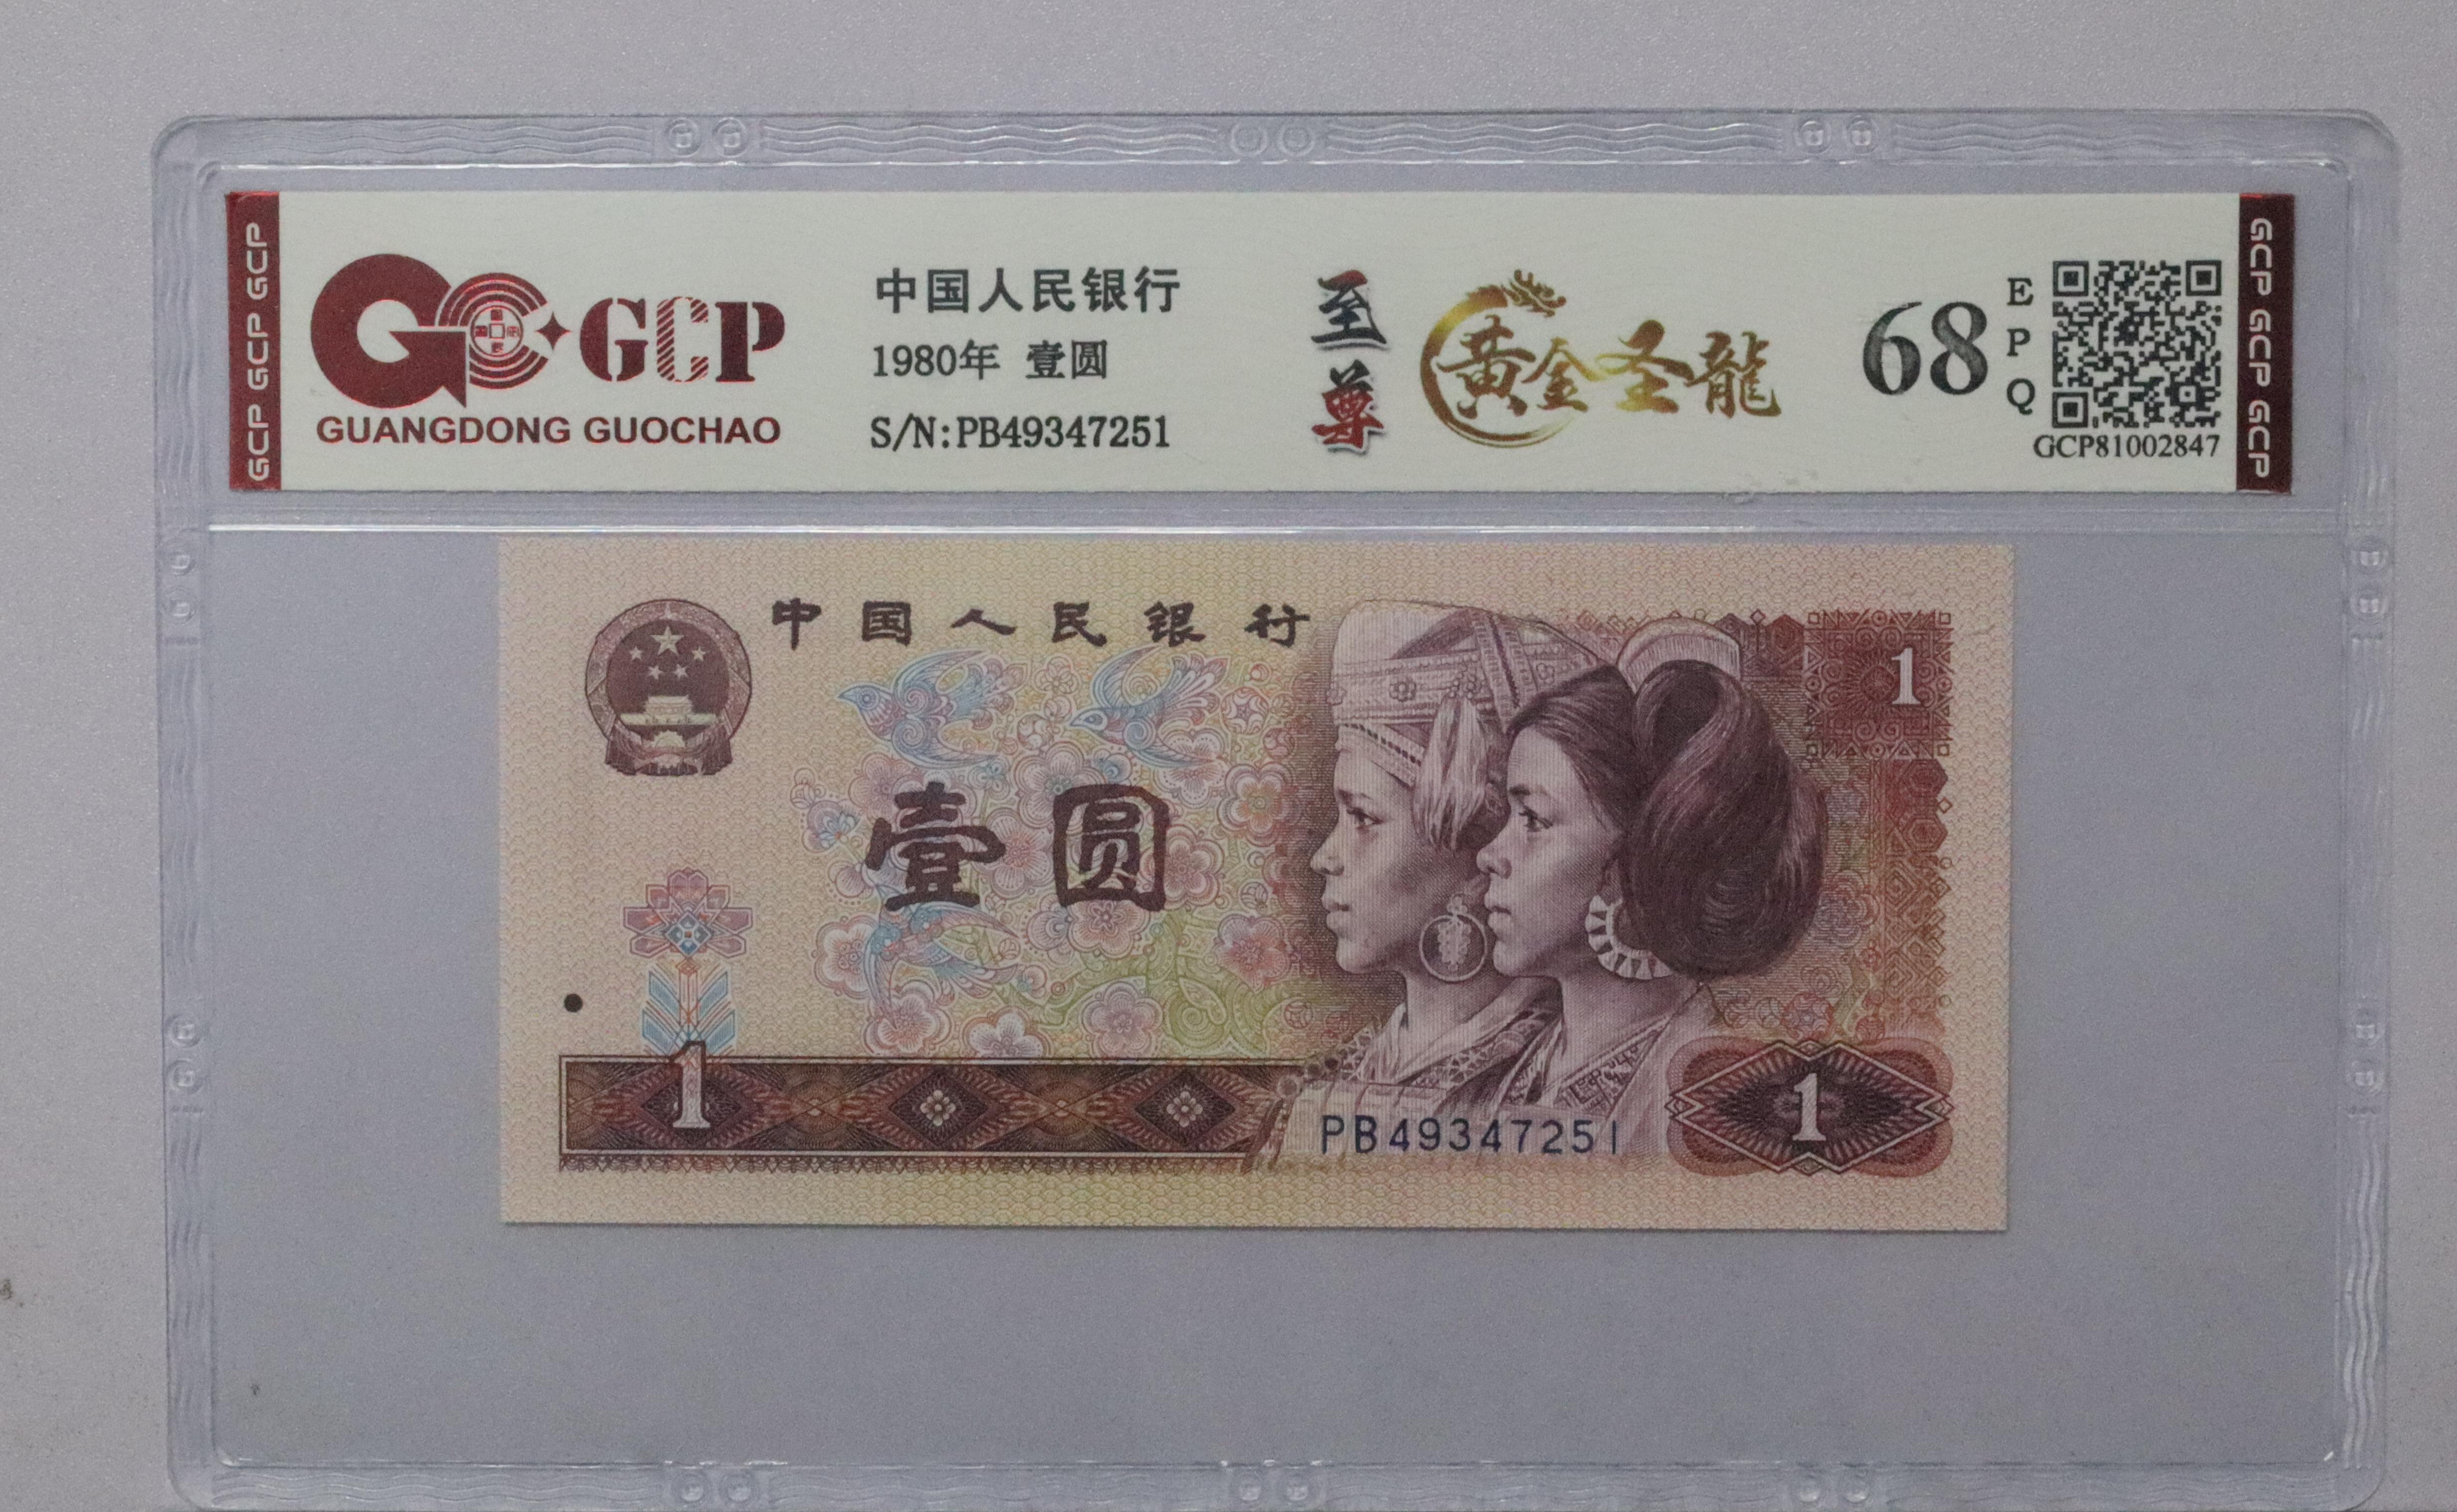 GCP GCP GCP
GCP
GUANGDONG GUOCHAO
中国人民银行
1980年 壹圆
S/N:PB49347251
至尊
黄金圣龍
68
EPQ
GCP81002847
GCP GCP GCP
中国人民银行
1
壹圆
1
PB49347251
1